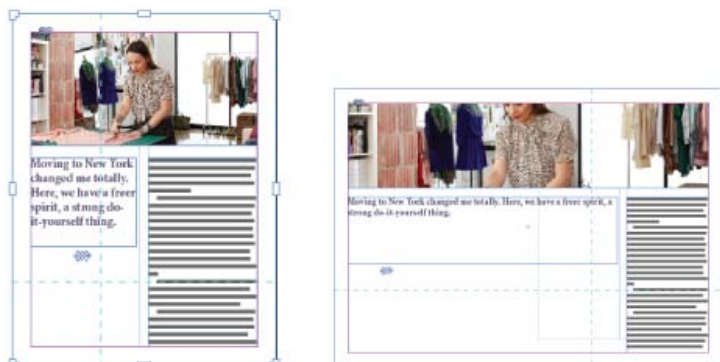 Moving to New York
changed me totally.
Here, we have a freer
spirit, a strong do-
it-yourself thing.
Moving to New York changed me totally. Here, we have a freer spirit, a
strong do-it-yourself thing.